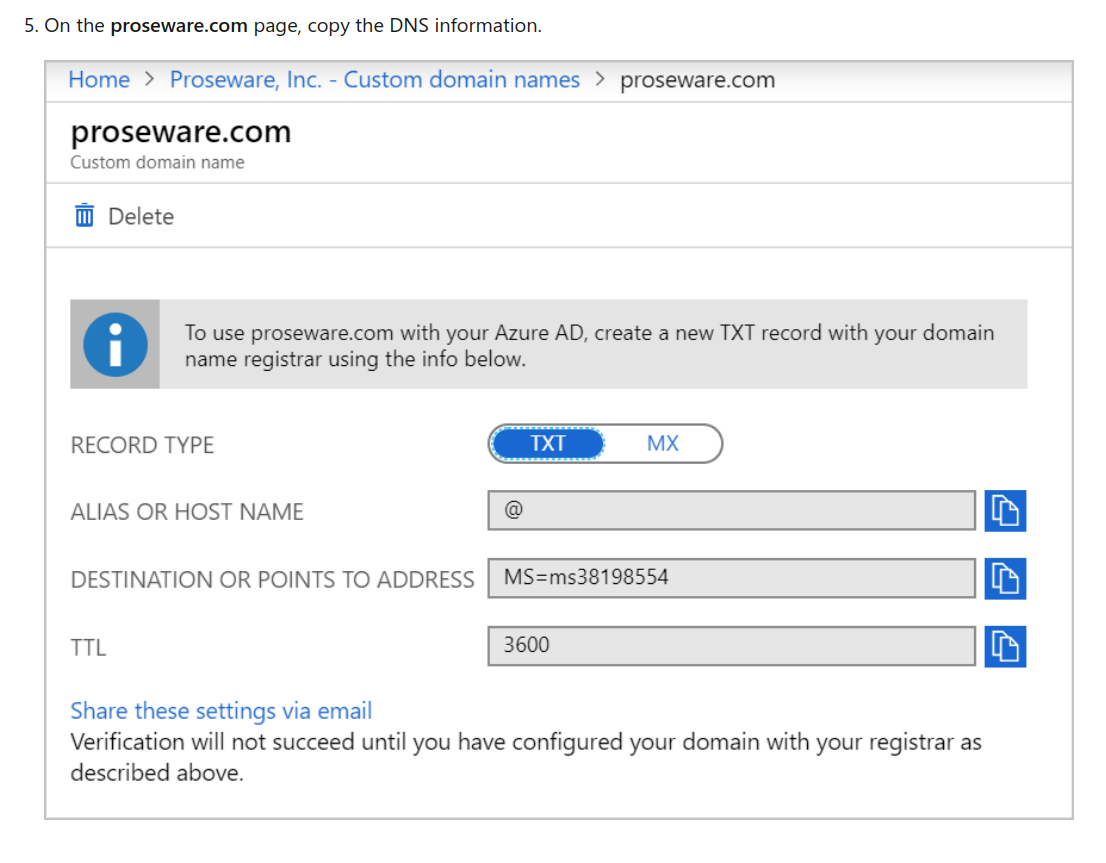 5. On the proseware.com page, copy the DNS information.
Home > Proseware, Inc. - Custom domain names > proseware.com
proseware.com
Custom domain name
Delete
To use proseware.com with your Azure AD, create a new TXT record with your domain
name registrar using the info below.
RECORD TYPE TXT MX
ALIAS OR HOST NAME @
DESTINATION OR POINTS TO ADDRESS MS=ms38198554
TTL 3600
Share these settings via email
Verification will not succeed until you have configured your domain with your registrar as
described above.